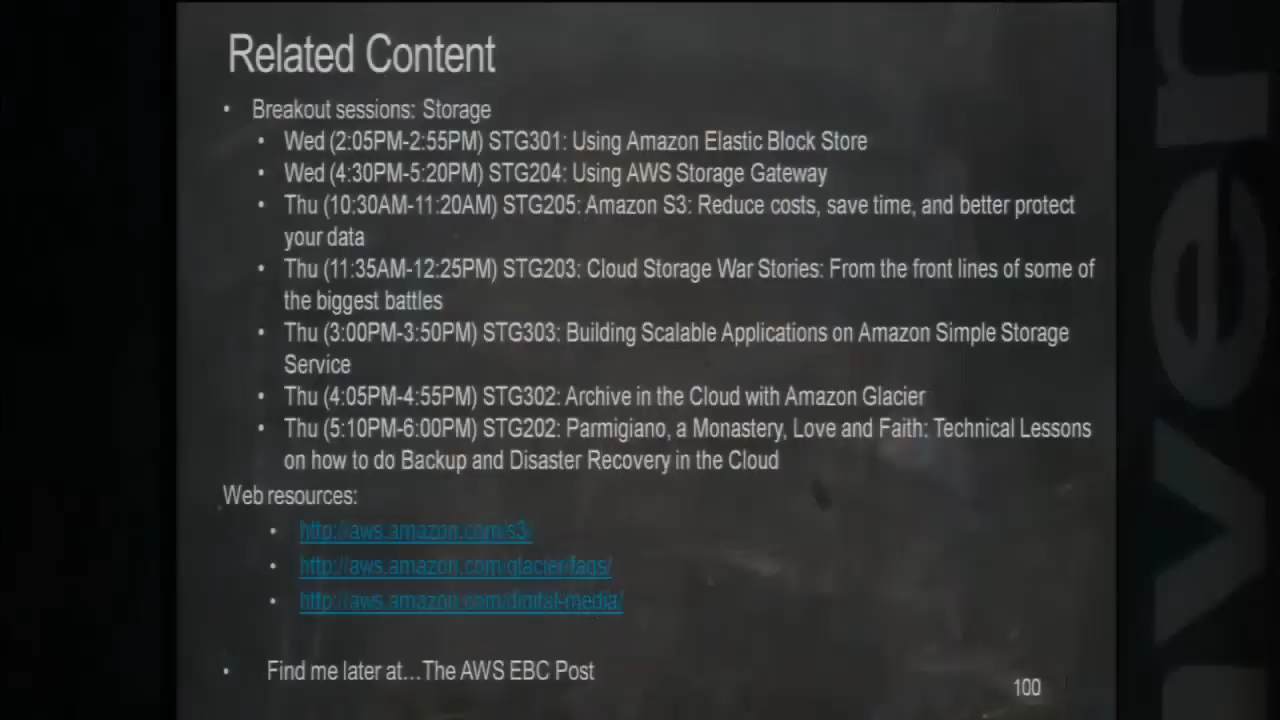 Related Content
• Breakout sessions: Storage
• Wed (2:05PM-2:55PM) STG301: Using Amazon Elastic Block Store
• Wed (4:30PM-5:20PM) STG204: Using AWS Storage Gateway
• Thu (10:30AM-11:20AM) STG205: Amazon S3: Reduce costs, save time, and better protect
your data
• Thu (11:35AM-12:25PM) STG203: Cloud Storage War Stories: From the front lines of some of
the biggest battles
• Thu (3:00PM-3:50PM) STG303: Building Scalable Applications on Amazon Simple Storage
Service
• Thu (4:05PM-4:55PM) STG302: Archive in the Cloud with Amazon Glacier
• Thu (5:10PM-6:00PM) STG202: Parmigiano, a Monastery, Love and Faith: Technical Lessons
on how to do Backup and Disaster Recovery in the Cloud
Web resources:
• http://aws.amazon.com/s3/
• http://aws.amazon.com/glacier/faqs/
• http://aws.amazon.com/digital-media/
• Find me later at…The AWS EBC Post
100